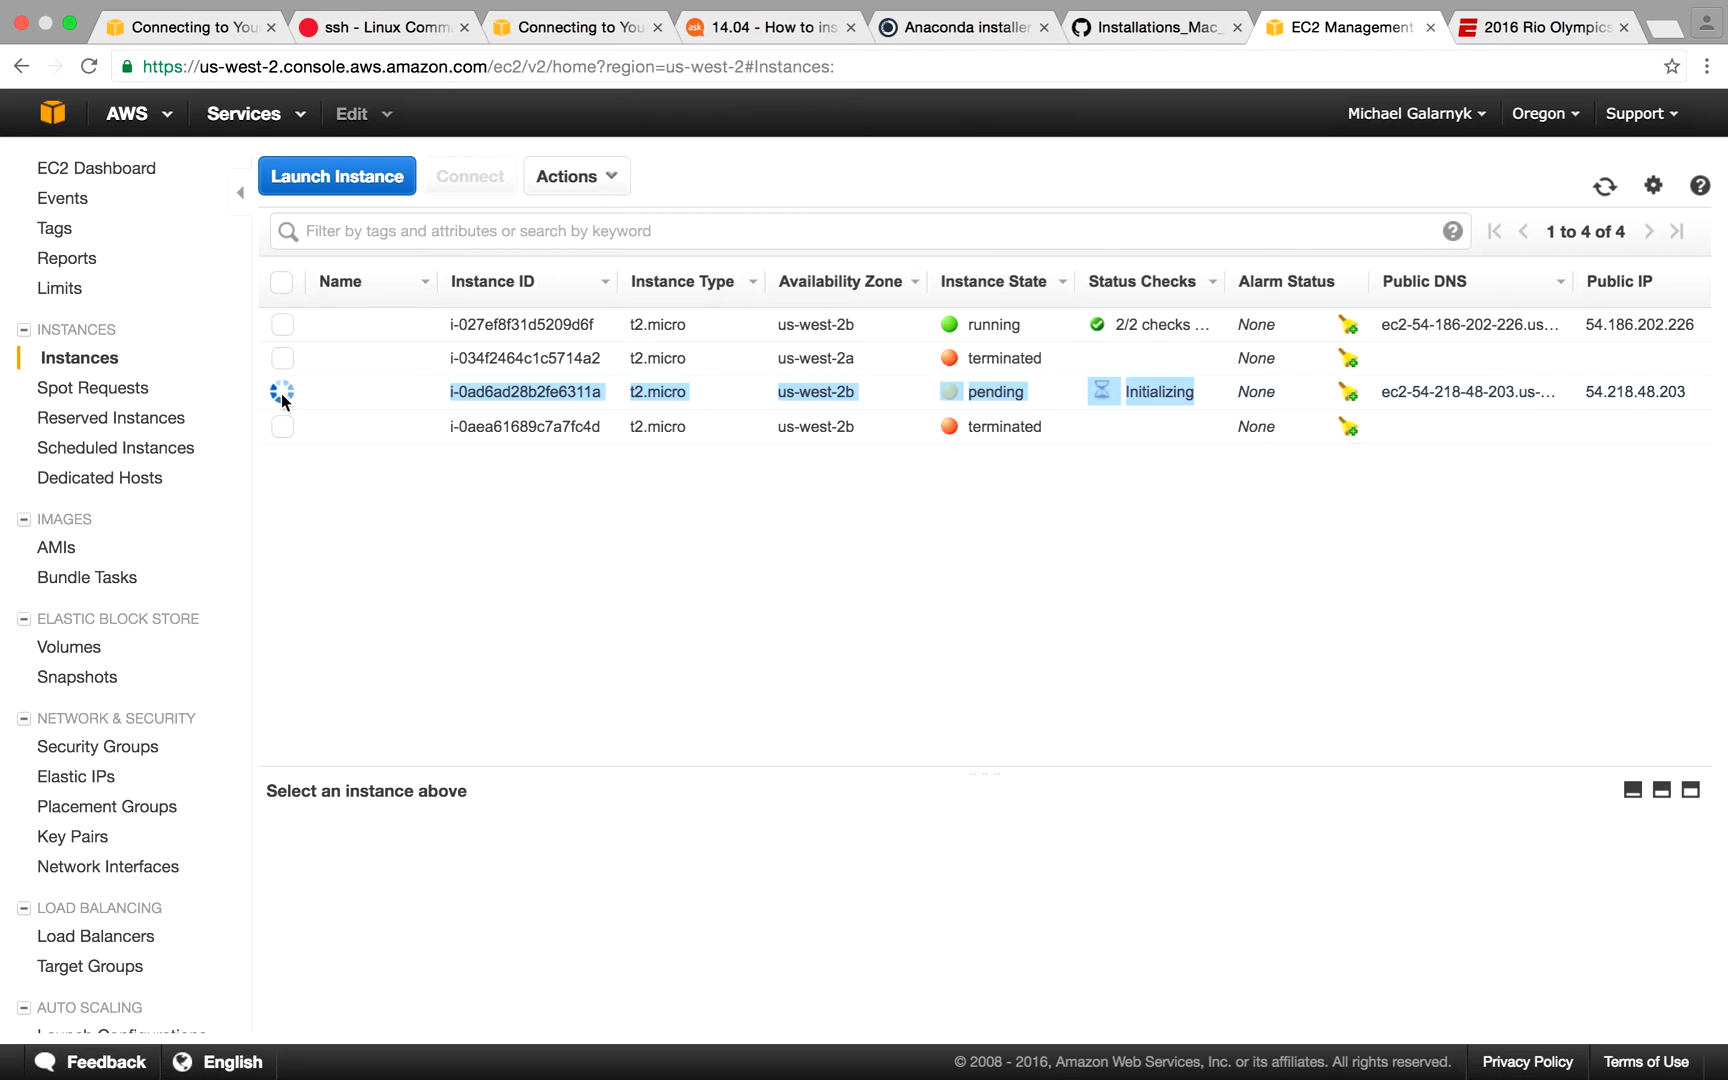 Connecting to You
ssh - Linux Comm
Connecting to You
ask
14.04 - How to ins
Anaconda installer
Installations_Mac_
EC2 Management
2016 Rio Olympics
https://us-west-2.console.aws.amazon.com/ec2/v2/home?region=us-west-2#Instances:
AWS
Services
Edit
Michael Galarnyk
Oregon
Support
EC2 Dashboard
Events
Tags
Reports
Limits
INSTANCES
Instances
Spot Requests
Reserved Instances
Scheduled Instances
Dedicated Hosts
IMAGES
AMIs
Bundle Tasks
ELASTIC BLOCK STORE
Volumes
Snapshots
NETWORK & SECURITY
Security Groups
Elastic IPs
Placement Groups
Key Pairs
Network Interfaces
LOAD BALANCING
Load Balancers
Target Groups
AUTO SCALING
Launch Configurations
Launch Instance
Connect
Actions
Filter by tags and attributes or search by keyword
1 to 4 of 4
Name Instance ID Instance Type Availability Zone Instance State Status Checks Alarm Status Public DNS Public IP
i-027ef8f31d5209d6f t2.micro us-west-2b running 2/2 checks ... None ec2-54-186-202-226.us... 54.186.202.226
i-034f2464c1c5714a2 t2.micro us-west-2a terminated None
i-0ad6ad28b2fe6311a t2.micro us-west-2b pending Initializing None ec2-54-218-48-203.us-... 54.218.48.203
i-0aea61689c7a7fc4d t2.micro us-west-2b terminated None
Select an instance above
Feedback
English
© 2008 - 2016, Amazon Web Services, Inc. or its affiliates. All rights reserved.
Privacy Policy
Terms of Use